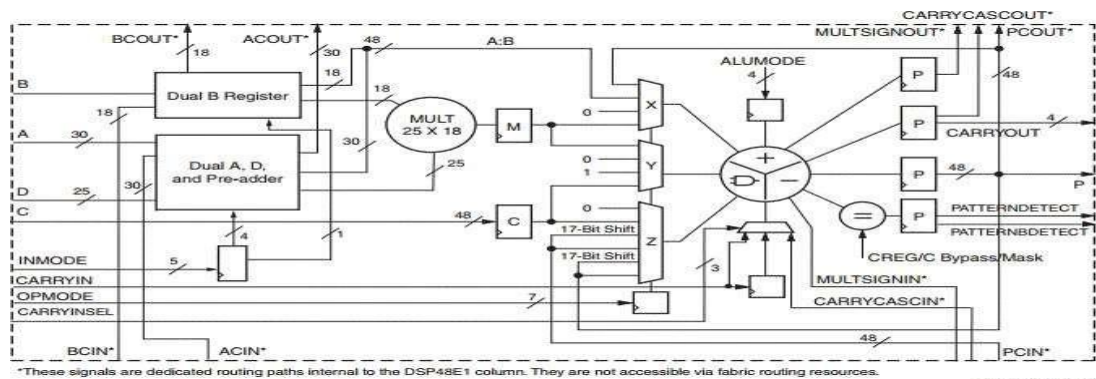 CARRYCASCOUT*
BCOUT* ACOUT* MULTSIGNOUT* PCOUT*
18 30 48 A:B
ALUMODE
4
B 18 18 48
Dual B Register 18 0 X P
18 MULT
25 X 18 M
A 30 30 P 4
CARRYOUT
Dual A, D,
and Pre-adder
25 0 Y
1
+ − P 48
P
D 25 30
C 48 C 0 = P PATTERNDETECT
4 1 17-Bit Shift Z PATTERNBDETECT
17-Bit Shift
CREG/C Bypass/Mask
INMODE 5 3
CARRYIN MULTSIGNIN*
OPMODE 7
CARRYINSEL CARRYCASCIN*
48
BCIN* ACIN* PCIN*
*These signals are dedicated routing paths internal to the DSP48E1 column. They are not accessible via fabric routing resources.